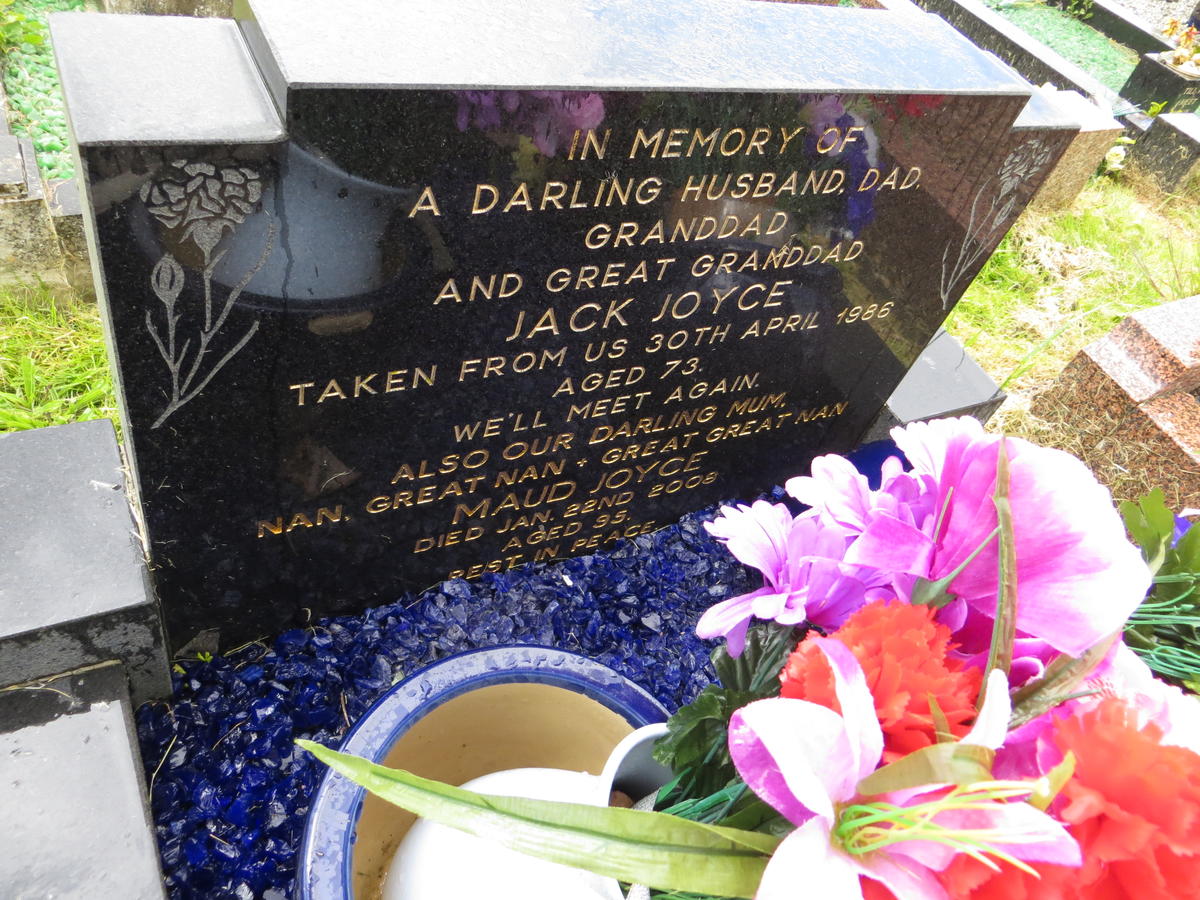 IN MEMORY OF
A DARLING HUSBAND, DAD,
GRANDDAD
AND GREAT GRANDDAD
JACK JOYCE
TAKEN FROM US 30TH APRIL 1986
AGED 73.
WE'LL MEET AGAIN.
ALSO OUR DARLING MUM,
NAN, GREAT NAN + GREAT GREAT NAN
MAUD JOYCE
DIED JAN. 22ND 2009
AGED 95.
REST IN PEACE.